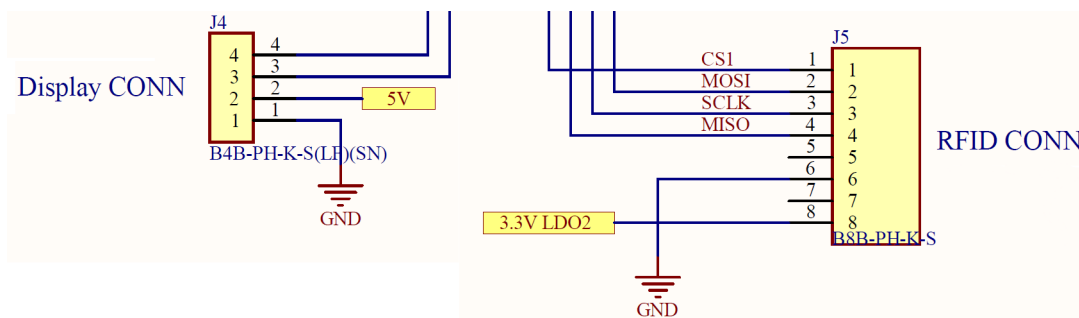 J4
4 4
3 3
2 2
1 1
Display CONN
5V
B4B-PH-K-S(LF)(SN)
GND
J5
CS1 1 1
MOSI 2 2
SCLK 3 3
MISO 4 4
5 5
6 6
7 7
8 8
RFID CONN
3.3V LDO2
B8B-PH-K-S
GND